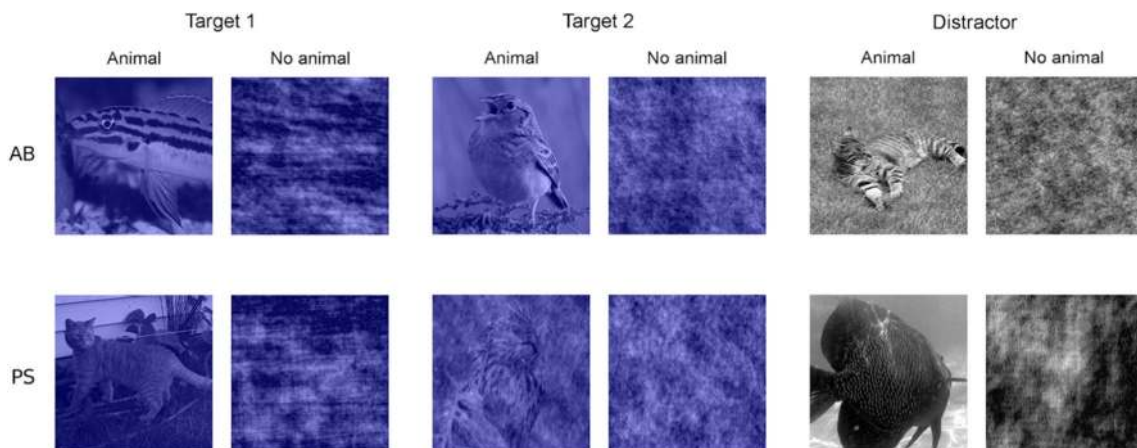 Target 1 Target 2 Distractor
Animal No animal Animal No animal Animal No animal
AB
PS